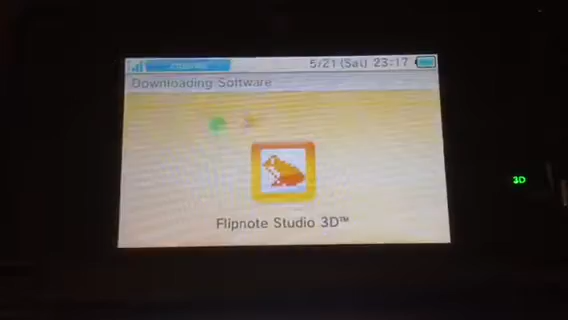 5/21 (Sat) 23:17
Downloading Software
Flipnote Studio 3D™
3D